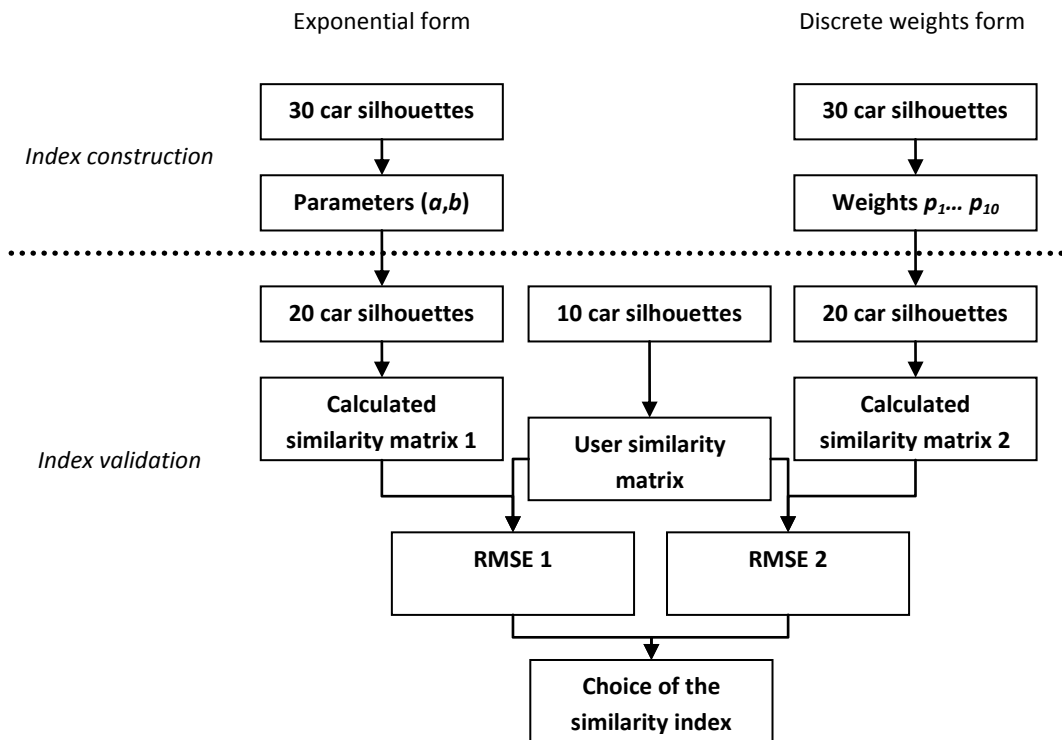 Exponential form
Discrete weights form
30 car silhouettes
30 car silhouettes
Index construction
Parameters (a,b)
Weights p1... p10
20 car silhouettes
10 car silhouettes
20 car silhouettes
Calculated
similarity matrix 1
Calculated
similarity matrix 2
User similarity
matrix
Index validation
RMSE 1
RMSE 2
Choice of the
similarity index